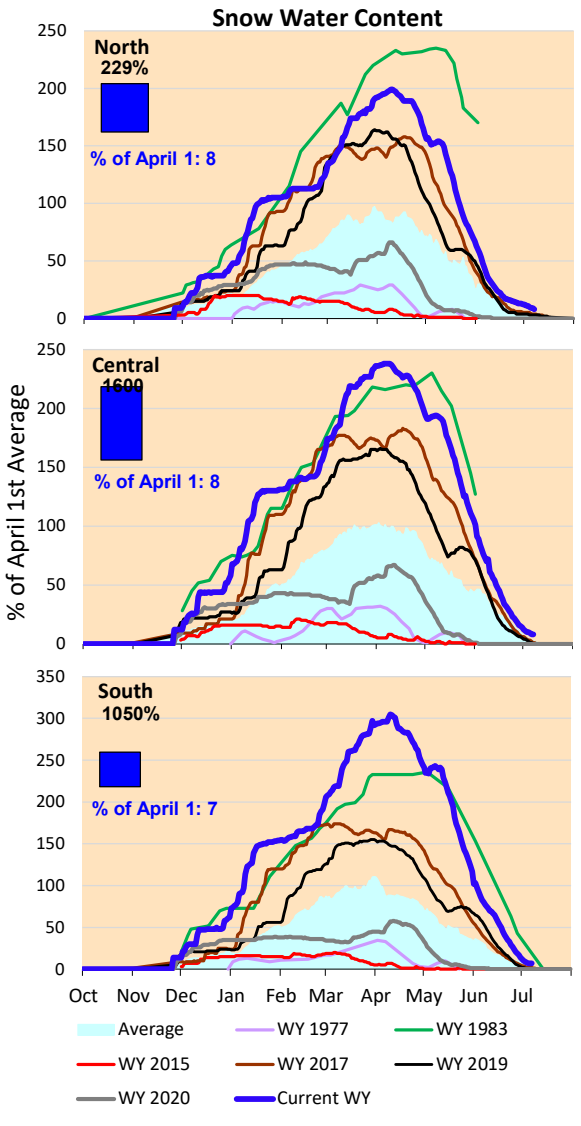 Snow Water Content
% of April 1st Average
250
200
150
100
50
0
North
229%
% of April 1: 8
250
200
150
100
50
0
Central
1600
% of April 1: 8
350
300
250
200
150
100
50
0
South
1050%
% of April 1: 7
Oct Nov Dec Jan Feb Mar Apr May Jun Jul
Average WY 1977 WY 1983
WY 2015 WY 2017 WY 2019
WY 2020 Current WY